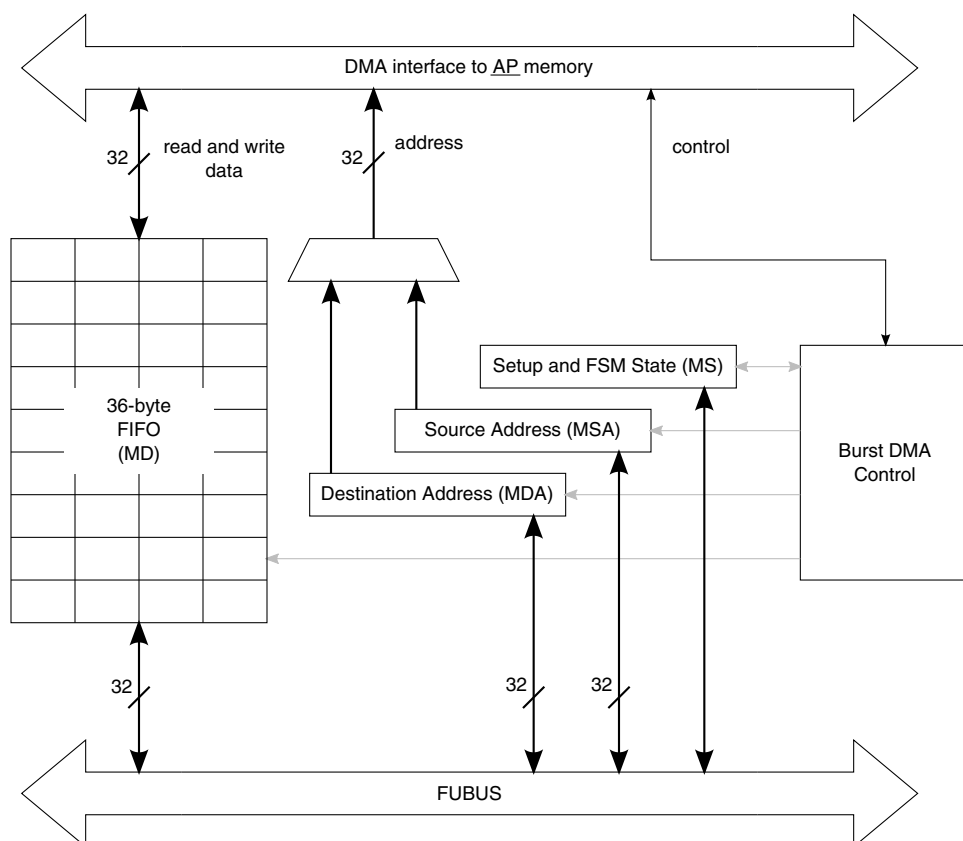 DMA interface to AP memory
32
read and write
data
32
address
control
Setup and FSM State (MS)
36-byte
FIFO
(MD)
Source Address (MSA)
Burst DMA
Control
Destination Address (MDA)
32
32
32
FUBUS